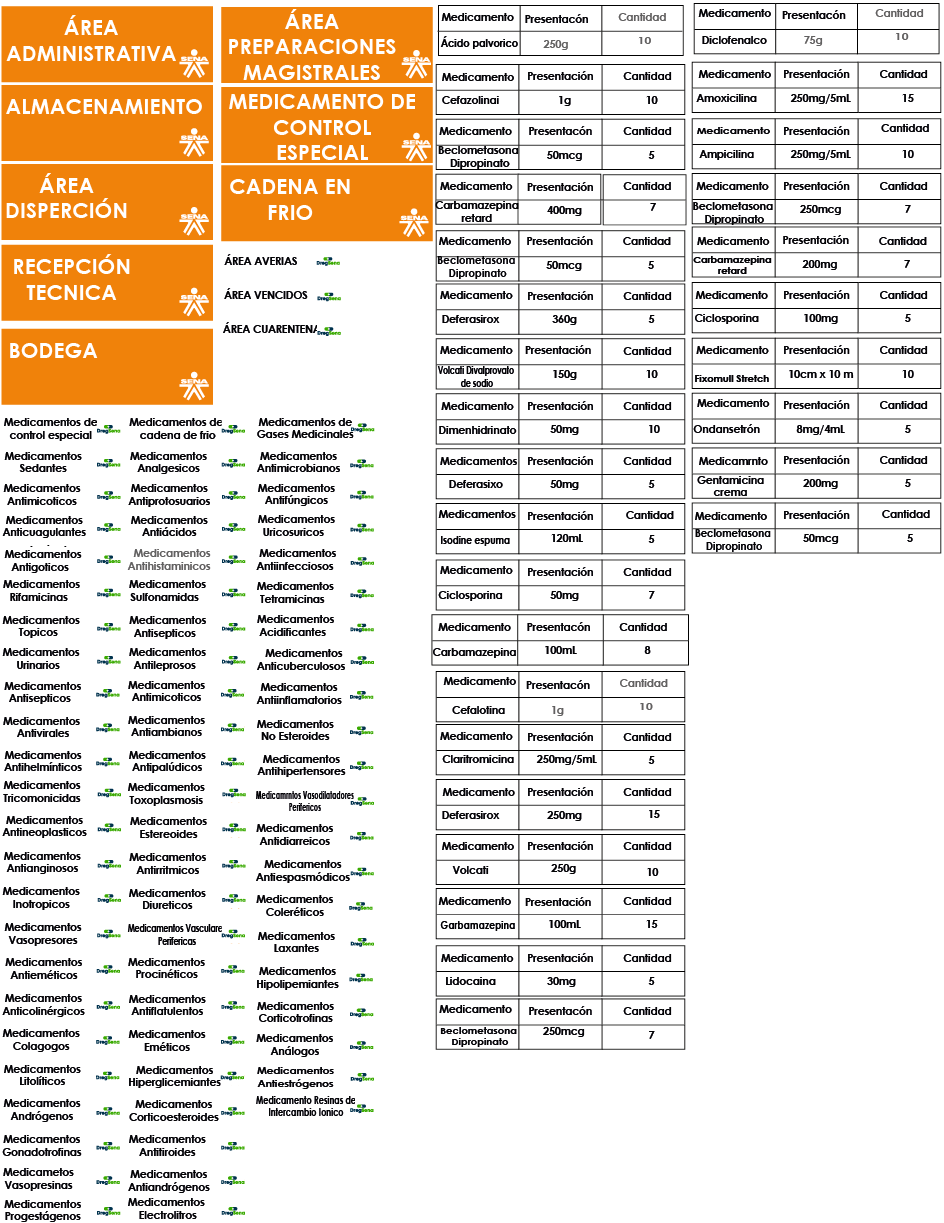 ÁREA
ADMINISTRATIVA
SENA
ALMACENAMIENTO
SENA
ÁREA
DISPERCIÓN
SENA
RECEPCIÓN
TECNICA
SENA
BODEGA
SENA
ÁREA
PREPARACIONES
MAGISTRALES
SENA
MEDICAMENTO DE
CONTROL
ESPECIAL
SENA
CADENA EN
FRIO
SENA
ÁREA AVERIAS
DrogSena
ÁREA VENCIDOS
DrogSena
ÁREA CUARENTENA
DrogSena
Medicamentos de
control especial
Medicamentos
Sedantes
Medicamentos
Antimicoticos
Medicamentos
Anticuagulantes
Medicamentos
Antigoticos
Medicamentos
Rifamicinas
Medicamentos
Topicos
Medicamentos
Urinarios
Medicamentos
Antisepticos
Medicamentos
Antivirales
Medicamentos
Antihelmínticos
Medicamentos
Tricomonicidas
Medicamentos
Antineoplasticos
Medicamentos
Antianginosos
Medicamentos
Inotropicos
Medicamentos
Vasopresores
Medicamentos
Antieméticos
Medicamentos
Anticolinérgicos
Medicamentos
Colagogos
Medicamentos
Litolíticos
Medicamentos
Andrógenos
Medicamentos
Gonadotrofinas
Medicametos
Vasopresinas
Medicamentos
Progestágenos
Medicamentos de
cadena de frio
Medicamentos
Analgesicos
Medicamentos
Antiprotosuarios
Medicamentos
Antiácidos
Medicamentos
Antihistaminicos
Medicamentos
Sulfonamidas
Medicamentos
Antisepticos
Medicamentos
Antileprosos
Medicamentos
Antimicoticos
Medicamentos
Antiambianos
Medicamentos
Antipalúdicos
Medicamentos
Toxoplasmosis
Medicamentos
Estereoides
Medicamentos
Antirritmicos
Medicamentos
Diureticos
Medicamentos Vasculare
Perifericas
Medicamentos
Procinéticos
Medicamentos
Antiflatulentos
Medicamentos
Eméticos
Medicamentos
Hiperglicemiantes
Medicamentos
Corticoesteroides
Medicamentos
Antitiroides
Medicamentos
Antiandrógenos
Medicamentos
Electrolitros
Medicamentos de
Gases Medicinales
Medicamentos
Antimicrobianos
Medicamentos
Antifúngicos
Medicamentos
Uricosuricos
Medicamentos
Antiinfecciosos
Medicamentos
Tetramicinas
Medicamentos
Acidificantes
Medicamentos
Anticuberculosos
Medicamentos
Antiinflamatorios
Medicamentos
No Esteroides
Medicamentos
Antihipertensores
Medicamrntos Vasodilatadores
Perifericos
Medicamentos
Antidiarreicos
Medicamentos
Antiespasmódicos
Medicamentos
Coleréticos
Medicamentos
Laxantes
Medicamentos
Hipolipemiantes
Medicamentos
Corticotrofinas
Medicamentos
Análogos
Medicamentos
Antiestrógenos
Medicamento Resinas de
Intercambio Ionico
Medicamento Presentacón Cantidad
Ácido palvorico 250g 10
Medicamento Presentación Cantidad
Cefazolinai 1g 10
Medicamento Presentacón Cantidad
Beclometasona
Dipropinato 50mcg 5
Medicamento Presentación Cantidad
Carbamazepina
retard 400mg 7
Medicamento Presentación Cantidad
Beclometasona
Dipropinato 50mcg 5
Medicamento Presentación Cantidad
Deferasirox 360g 5
Medicamento Presentación Cantidad
Volcati Divalprovato
de sodio 150g 10
Medicamento Presentación Cantidad
Dimenhidrinato 50mg 10
Medicamentos Presentación Cantidad
Deferasixo 50mg 5
Medicamentos Presentación Cantidad
Isodine espuma 120mL 5
Medicamento Presentación Cantidad
Ciclosporina 50mg 7
Medicamento Presentacón Cantidad
Carbamazepina 100mL 8
Medicamento Presentacón Cantidad
Cefalotina 1g 10
Medicamento Presentación Cantidad
Claritromicina 250mg/5mL 5
Medicamento Presentación Cantidad
Deferasirox 250mg 15
Medicamento Presentación Cantidad
Volcati 250g 10
Medicamento Presentación Cantidad
Garbamazepina 100mL 15
Medicamento Presentación Cantidad
Lidocaina 30mg 5
Medicamento Presentación Cantidad
Beclometasona
Dipropinato 250mcg 7
Medicamento Presentacón Cantidad
Diclofenalco 75g 10
Medicamento Presentación Cantidad
Amoxicilina 250mg/5mL 15
Medicamento Presentación Cantidad
Ampicilina 250mg/5mL 10
Medicamento Presentación Cantidad
Beclometasona
Dipropinato 250mcg 7
Medicamento Presentación Cantidad
Carbamazepina
retard 200mg 7
Medicamento Presentación Cantidad
Ciclosporina 100mg 5
Medicamento Presentación Cantidad
Fixomull Stretch 10cm x 10 m 10
Medicamento Presentación Cantidad
Ondansetrón 8mg/4mL 5
Medicamrnto Presentación Cantidad
Gentamicina
crema 200mg 5
Medicamento Presentación Cantidad
Beclometasona
Dipropinato 50mcg 5